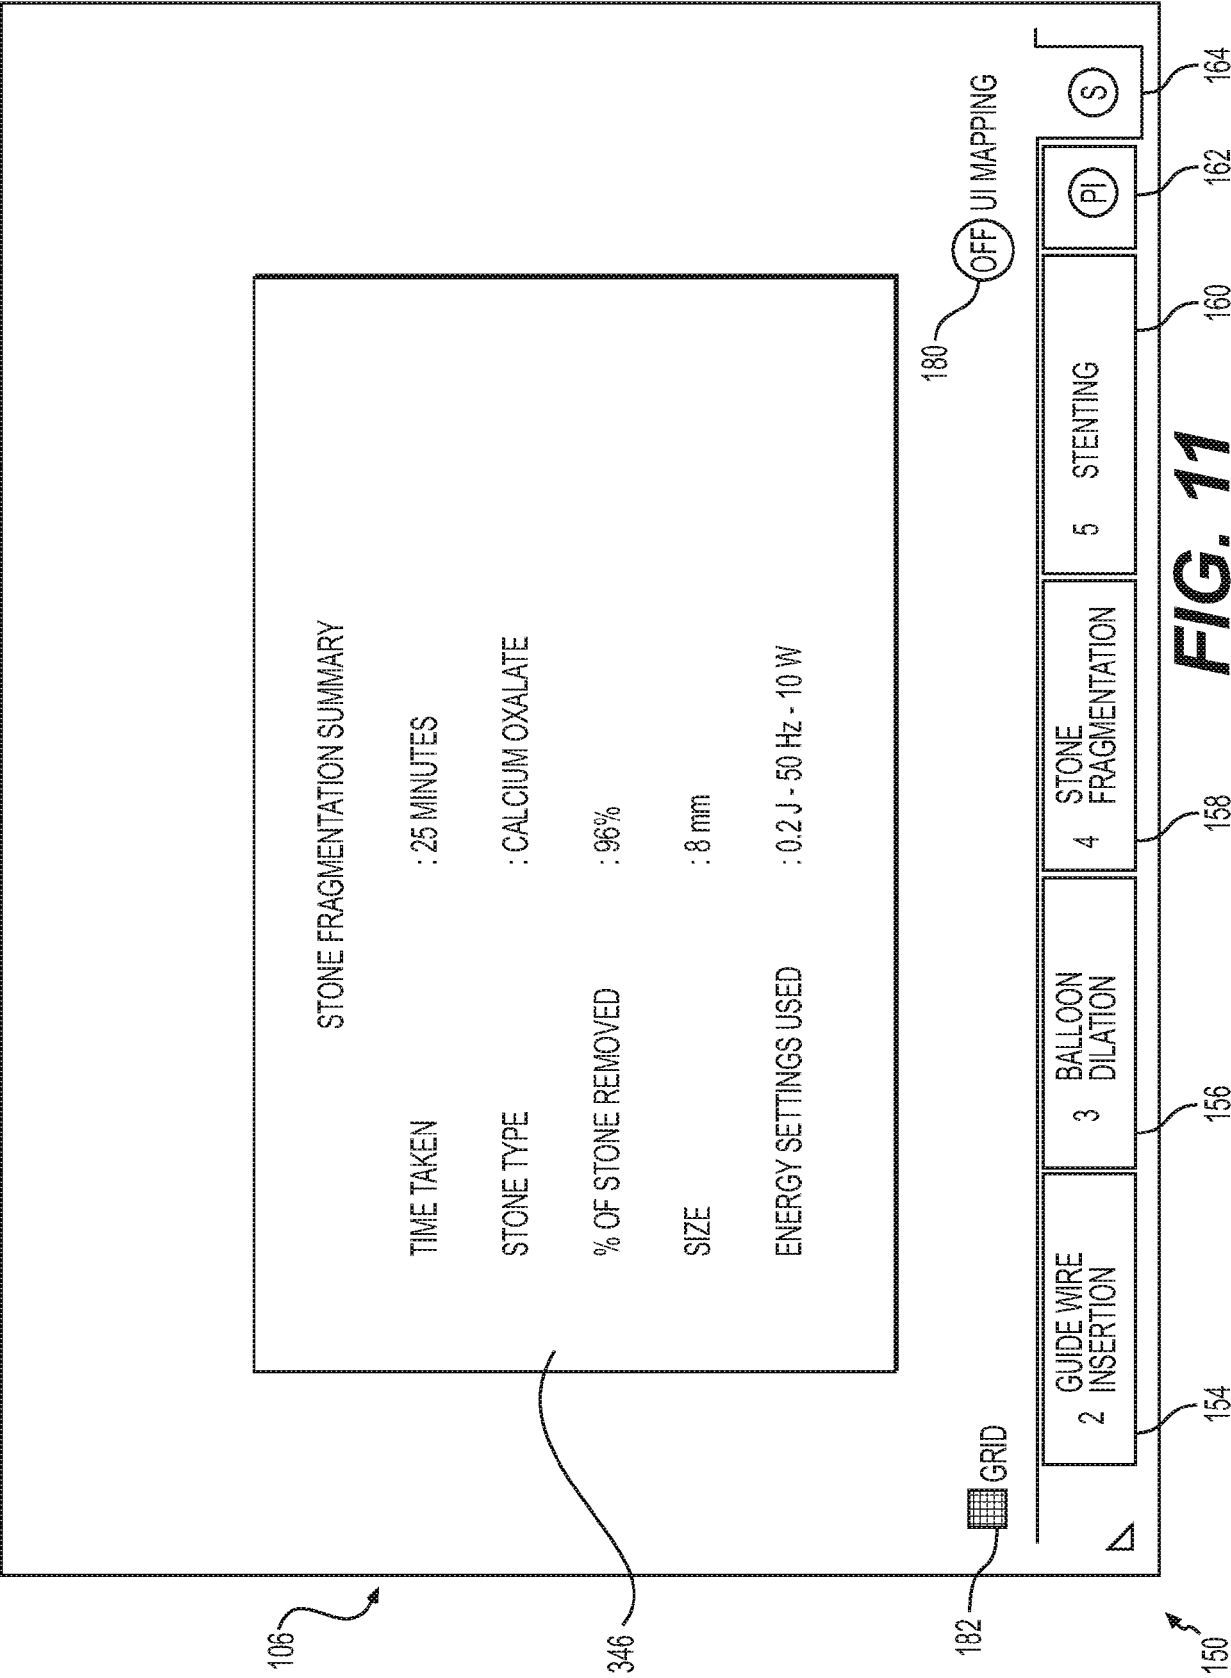 106
STONE FRAGMENTATION SUMMARY
TIME TAKEN : 25 MINUTES
STONE TYPE : CALCIUM OXALATE
% OF STONE REMOVED : 96%
SIZE : 8 mm
ENERGY SETTINGS USED : 0.2 J - 50 Hz - 10 W
346
180
182
GRID
OFF UI MAPPING
2 GUIDE WIRE
INSERTION
3 BALLOON
DILATION
4 STONE
FRAGMENTATION
5 STENTING
PI
S
150
154
156
158
160
162
164
FIG. 11